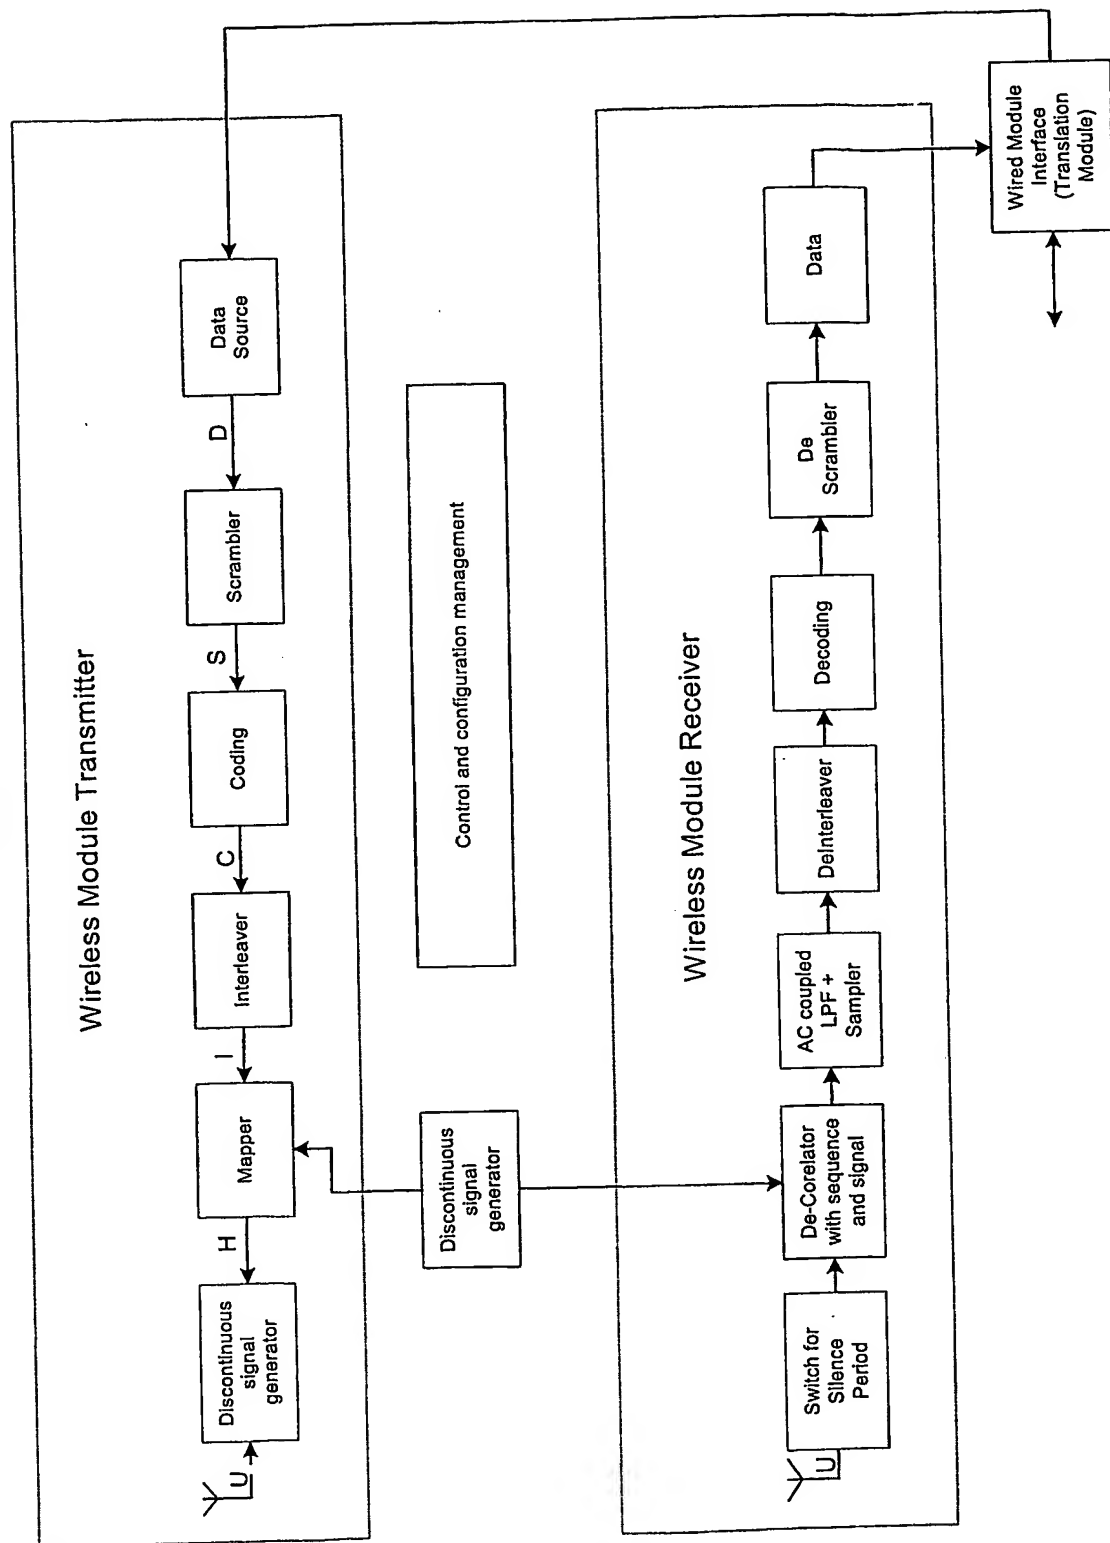 Wireless Module Transmitter
Discontinuous
signal
generator
U
H
Mapper
I
Interleaver
C
Coding
S
Scrambler
D
Data
Source
Discontinuous
signal
generator
Control and configuration management
Wireless Module Receiver
U
Switch for
Silence
Period
De-Corelator
with sequence
and signal
AC coupled
LPF +
Sampler
DeInterleaver
Decoding
De
Scrambler
Data
Wired Module
Interface
(Translation
Module)